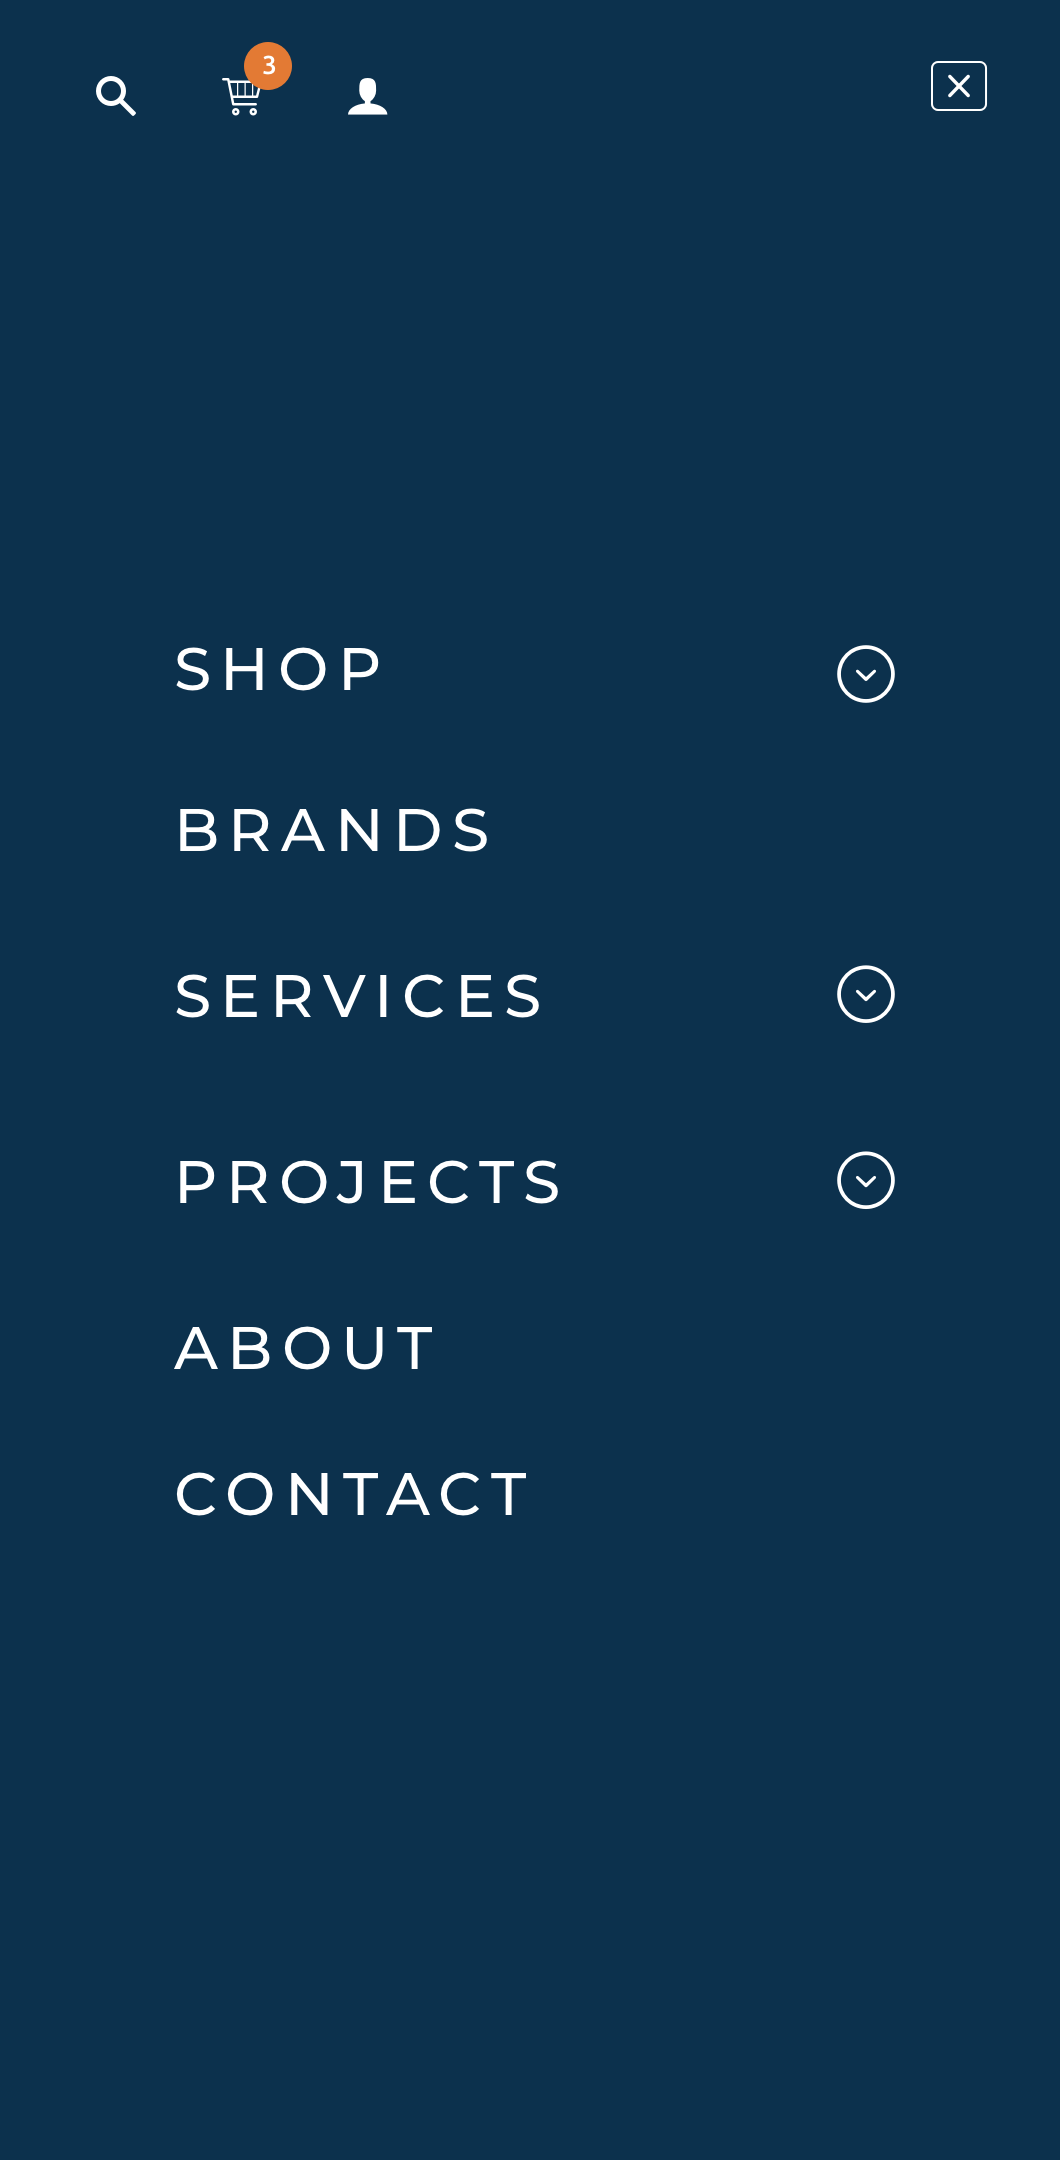 3
SHOP
BRANDS
SERVICES
PROJECTS
ABOUT
CONTACT